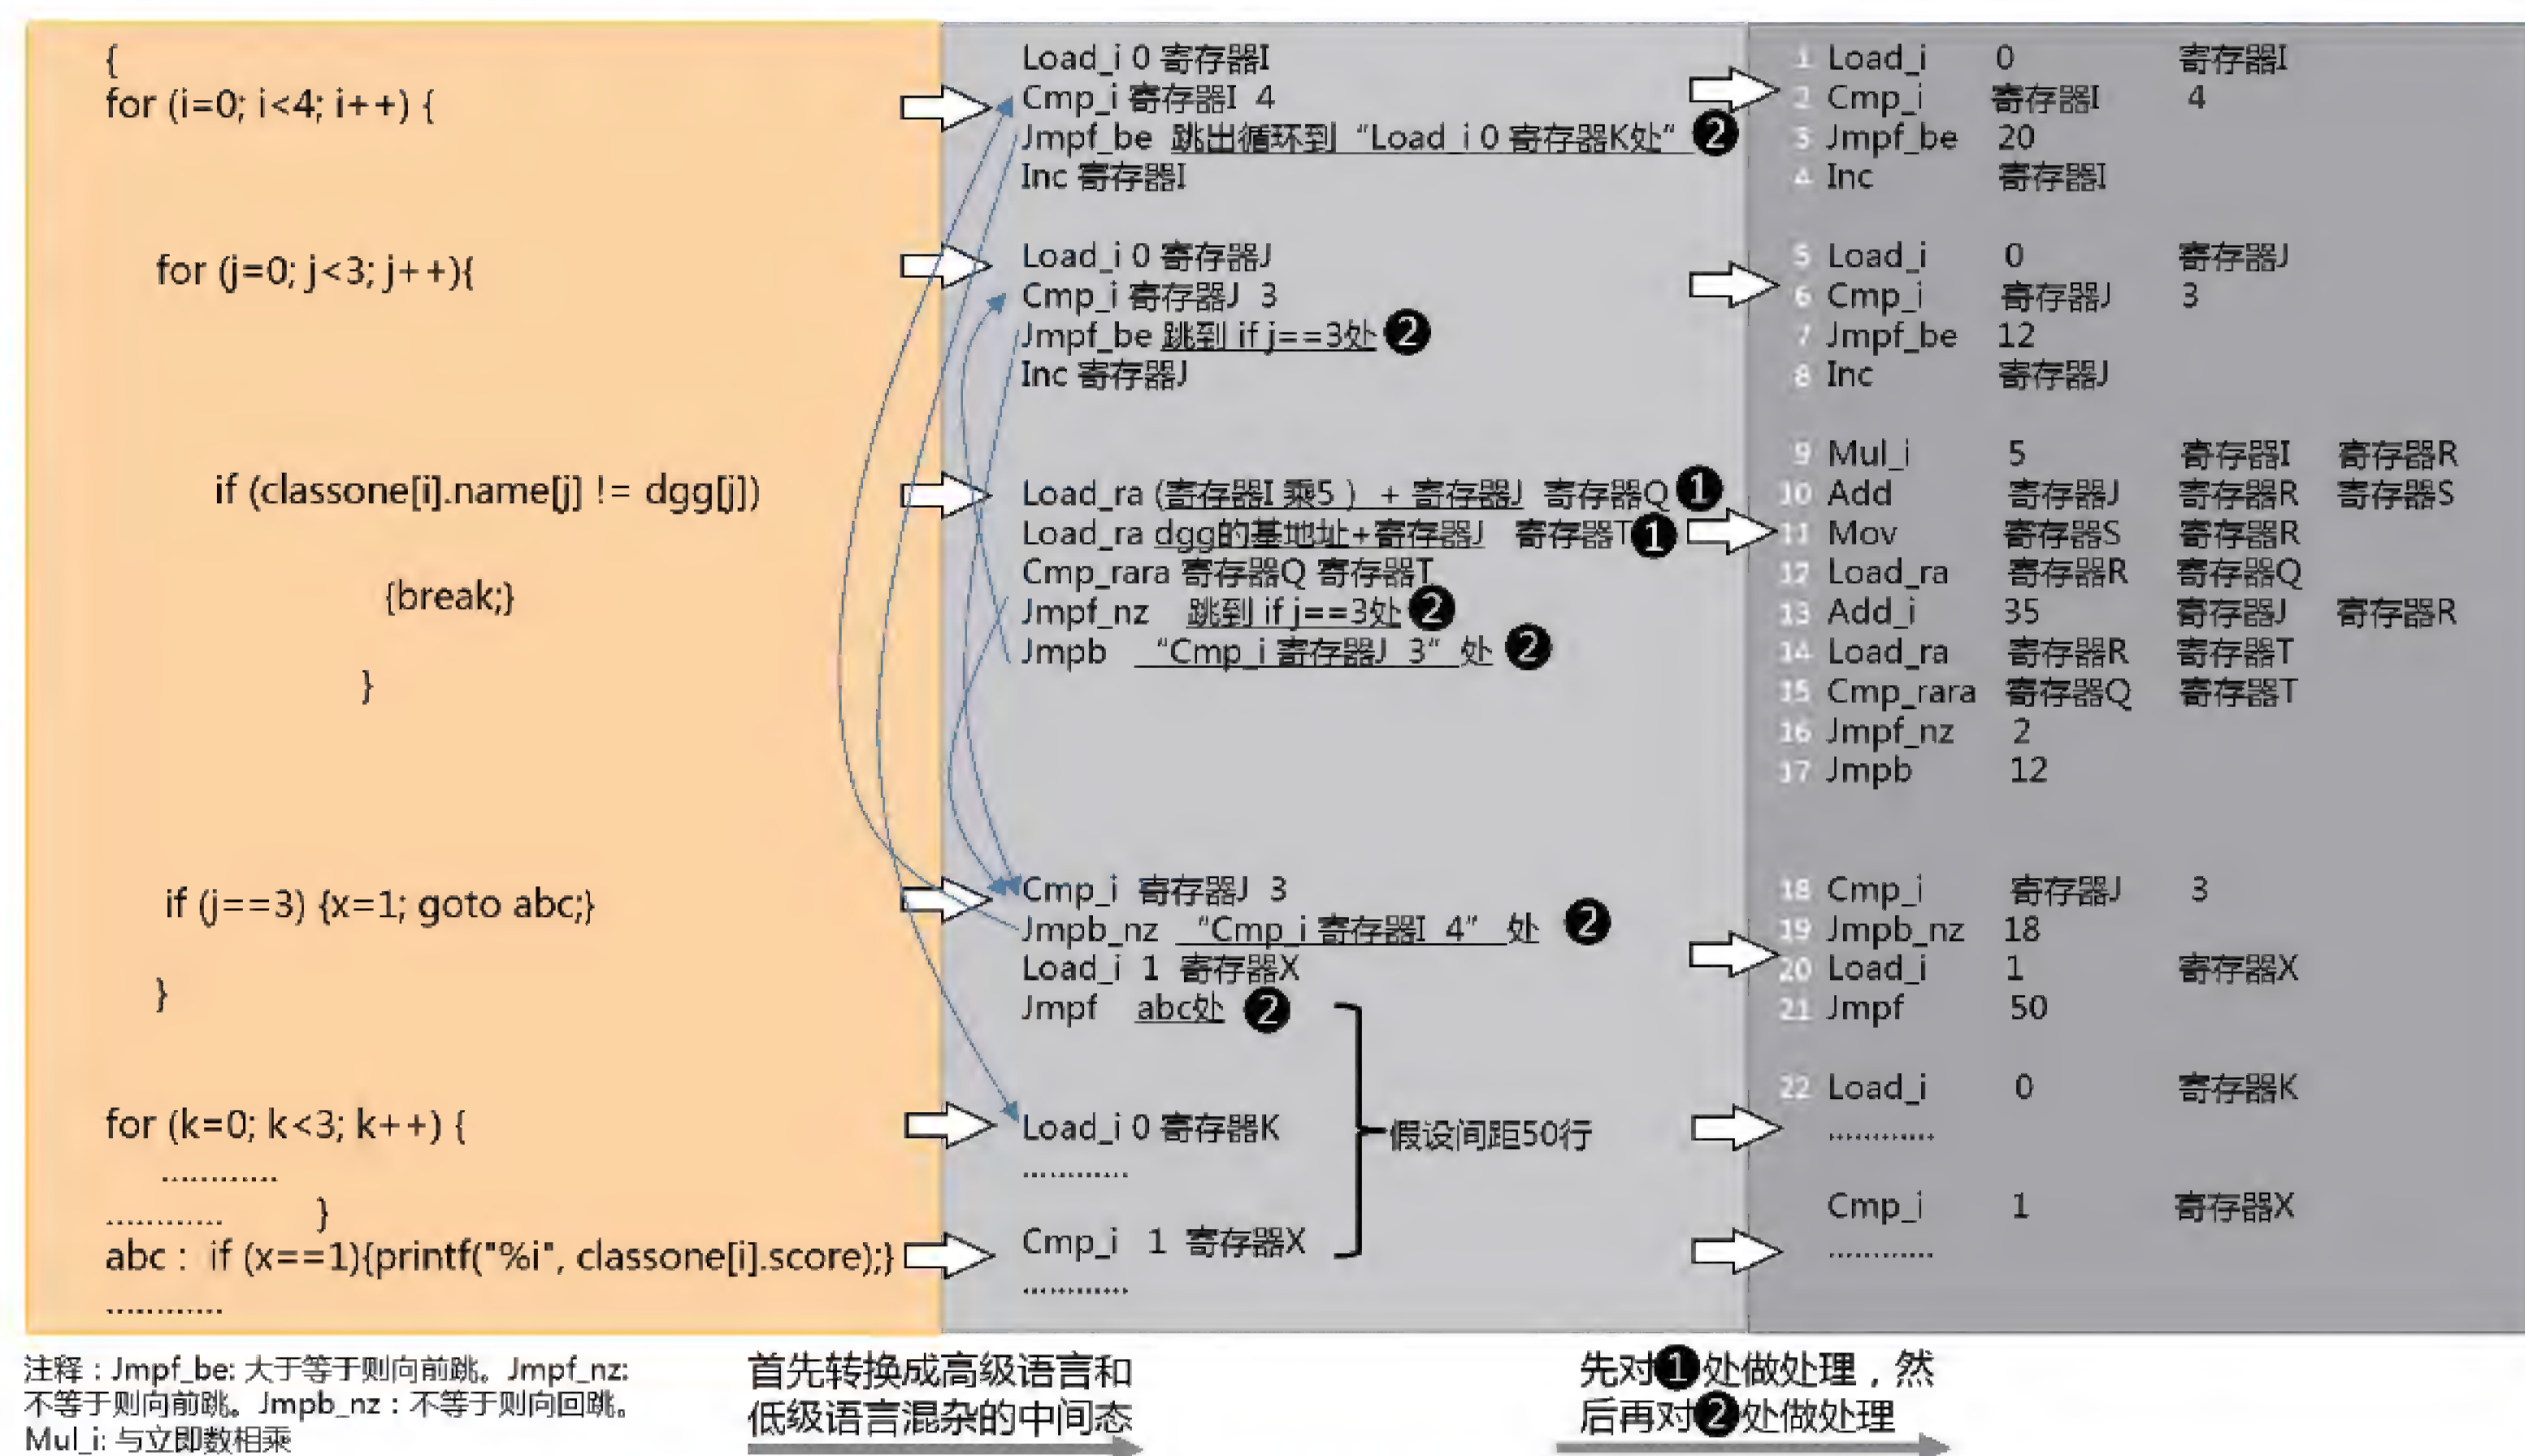 {
for (i=0; i<4; i++) {
for (j=0; j<3; j++){
if (classone[i].name[j] != dgg[j])
{break;}
}
if (j==3) {x=1; goto abc;}
}
for (k=0; k<3; k++) {
............
}
............
abc : if (x==1){printf("%i", classone[i].score);}
............
Load_i 0 寄存器I
Cmp_i 寄存器I 4
Jmpf_be 跳出循环到“Load_i 0 寄存器K处” ❷
Inc 寄存器I
Load_i 0 寄存器J
Cmp_i 寄存器J 3
Jmpf_be 跳到 if j==3处 ❷
Inc 寄存器J
Load_ra (寄存器I 乘5 ) + 寄存器J 寄存器Q ❶
Load_ra dgg的基地址+寄存器J 寄存器T ❶
Cmp_rara 寄存器Q 寄存器T
Jmpf_nz 跳到 if j==3处 ❷
Jmpb “Cmp_i 寄存器J 3” 处 ❷
Cmp_i 寄存器J 3
Jmpb_nz “Cmp_i 寄存器I 4” 处 ❷
Load_i 1 寄存器X
Jmpf abc处 ❷
Load_i 0 寄存器K
............
假设间距50行
Cmp_i 1 寄存器X
............
1 Load_i 0 寄存器I
2 Cmp_i 寄存器I 4
3 Jmpf_be 20
4 Inc 寄存器I
5 Load_i 0 寄存器J
6 Cmp_i 寄存器J 3
7 Jmpf_be 12
8 Inc 寄存器J
9 Mul_i 5 寄存器I 寄存器R
10 Add 寄存器J 寄存器R 寄存器S
11 Mov 寄存器S 寄存器R
12 Load_ra 寄存器R 寄存器Q
13 Add_i 35 寄存器J 寄存器R
14 Load_ra 寄存器R 寄存器T
15 Cmp_rara 寄存器Q 寄存器T
16 Jmpf_nz 2
17 Jmpb 12
18 Cmp_i 寄存器J 3
19 Jmpb_nz 18
20 Load_i 1 寄存器X
21 Jmpf 50
22 Load_i 0 寄存器K
............
Cmp_i 1 寄存器X
............
注释：Jmpf_be: 大于等于则向前跳。Jmpf_nz:
不等于则向前跳。Jmpb_nz：不等于则向回跳。
Mul_i: 与立即数相乘
首先转换成高级语言和
低级语言混杂的中间态
先对❶处做处理，然
后再对❷处做处理